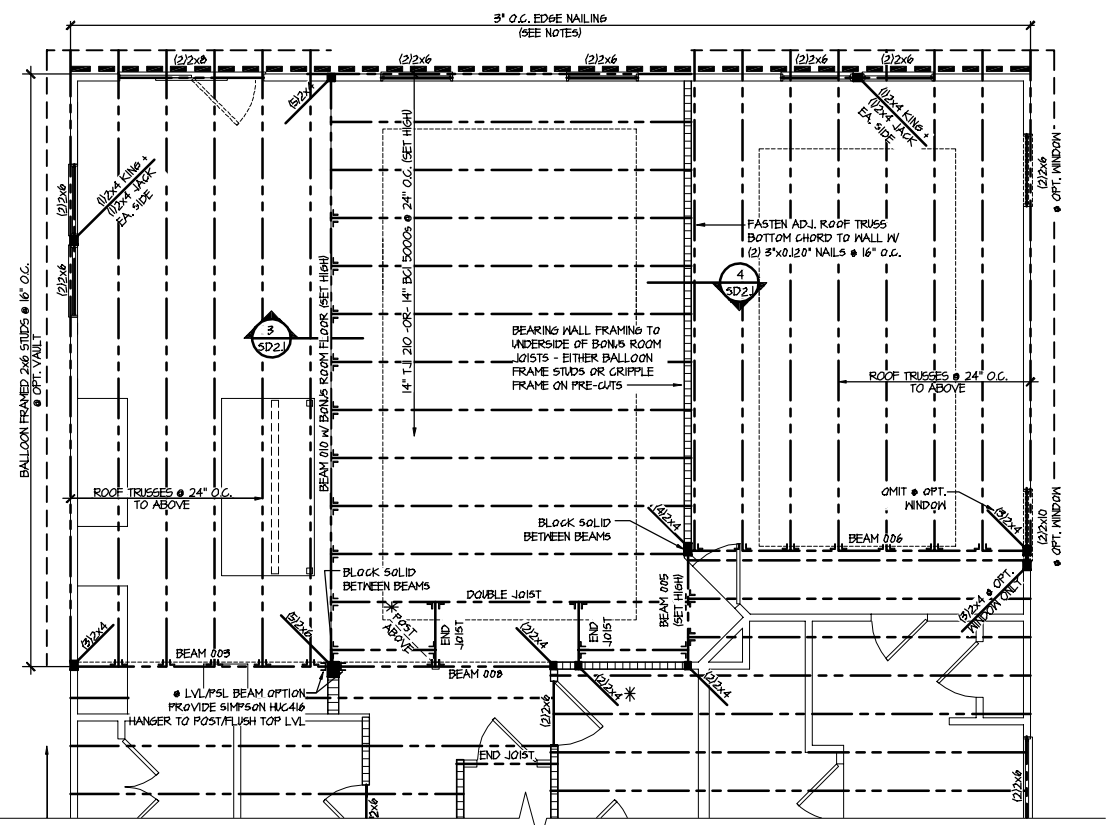 3" O.C. EDGE NAILING
(SEE NOTES)
(2)2x8
(2)2x6
(2)2x6
(2)2x6
(2)2x6
(5)2x4
(1)2x4 KING +
(1)2x4 JACK
EA. SIDE
(1)2x4 KING +
(1)2x4 JACK
EA. SIDE
(2)2x6
(2)2x6
(2)2x6
@ OPT. WINDOW
BALLOON FRAMED 2x6 STUDS @ 16" O.C.
@ OPT. VAULT
14" TJI 210 -OR- 14" BCI 5000s @ 24" O.C. (SET HIGH)
BEAM 010 W/ BONUS ROOM FLOOR (SET HIGH)
FASTEN ADJ. ROOF TRUSS
BOTTOM CHORD TO WALL W/
(2) 3"x0.120" NAILS @ 16" O.C.
4
SD2.1
3
SD2.1
BEARING WALL FRAMING TO
UNDERSIDE OF BONUS ROOM
JOISTS - EITHER BALLOON
FRAME STUDS OR CRIPPLE
FRAME ON PRE-CUTS
ROOF TRUSSES @ 24" O.C.
TO ABOVE
ROOF TRUSSES @ 24" O.C.
TO ABOVE
OMIT @ OPT.
WINDOW
(3)2x4
(2)2x10
@ OPT. WINDOW
(4)2x4
BLOCK SOLID
BETWEEN BEAMS
BEAM 006
BLOCK SOLID
BETWEEN BEAMS
DOUBLE JOIST
BEAM 005
(SET HIGH)
(3)2x4 @ OPT.
WINDOW ONLY
POST
ABOVE
END
JOIST
END
JOIST
(3)2x4
(5)2x6
(2)2x4
BEAM 003
BEAM 008
(2)2x4
(2)2x4
@ LVL/PSL BEAM OPTION
PROVIDE SIMPSON HUC416
HANGER TO POST/FLUSH TOP LVL
(2)2x6
END JOIST
(2)2x6
2x6